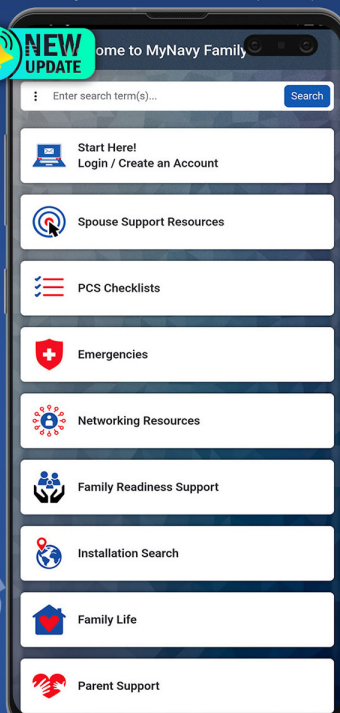 NEW
UPDATE
ome to MyNavy Family
Enter search term(s)...
Search
Start Here!
Login / Create an Account
Spouse Support Resources
PCS Checklists
Emergencies
Networking Resources
Family Readiness Support
Installation Search
Family Life
Parent Support